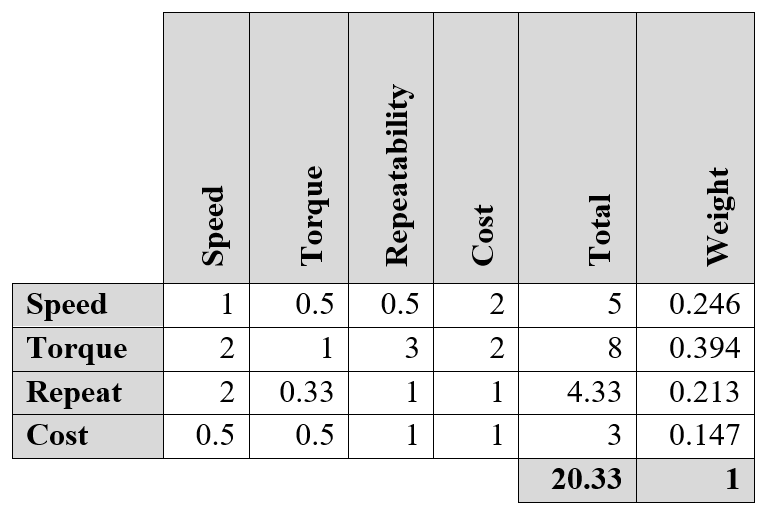 Speed Torque Repeatability Cost Total Weight
Speed 1 0.5 0.5 2 5 0.246
Torque 2 1 3 2 8 0.394
Repeat 2 0.33 1 1 4.33 0.213
Cost 0.5 0.5 1 1 3 0.147
20.33 1